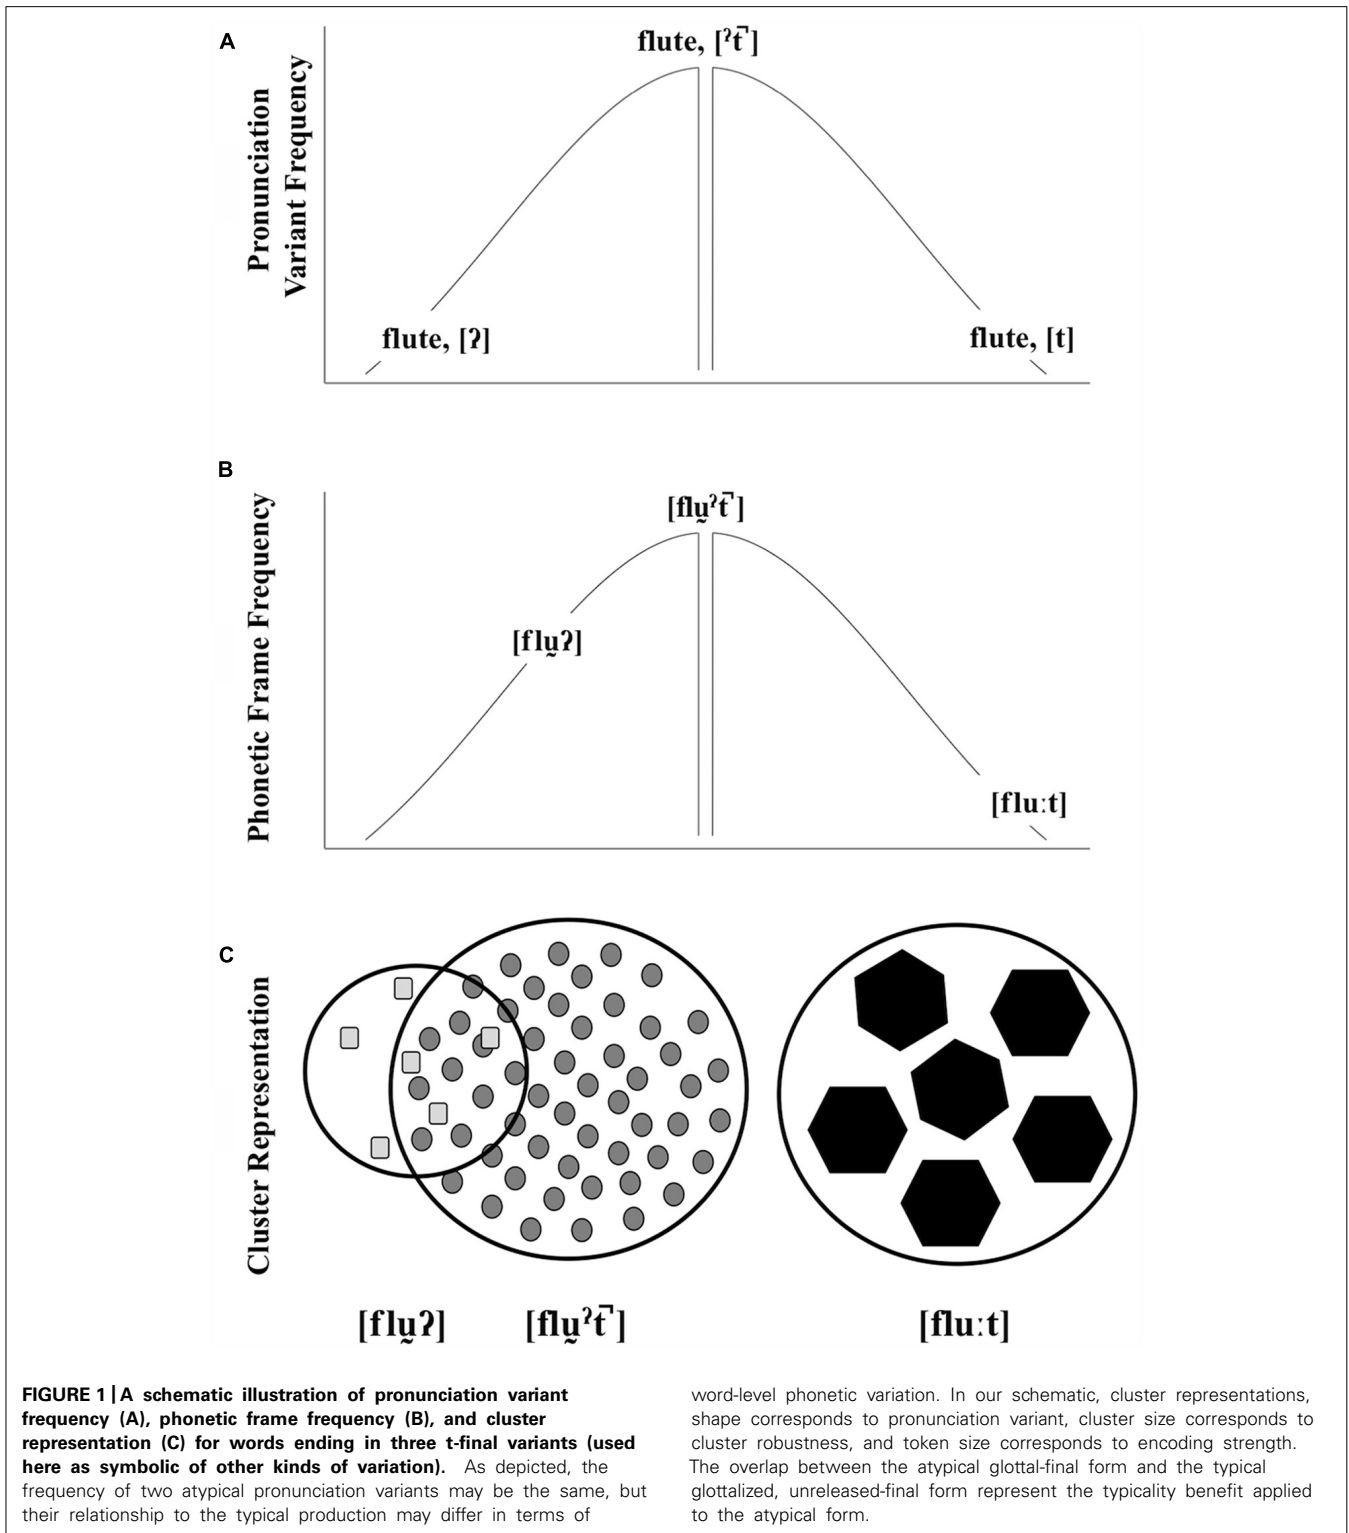 A
Pronunciation
Variant Frequency
flute, [ˀt̚]
flute, [ʔ]
flute, [t]
B
Phonetic Frame Frequency
[flṵˀt̚]
[flṵʔ]
[fluːt]
C
Cluster Representation
[flṵʔ]
[flṵˀt̚]
[fluːt]
FIGURE 1 | A schematic illustration of pronunciation variant
frequency (A), phonetic frame frequency (B), and cluster
representation (C) for words ending in three t-final variants (used
here as symbolic of other kinds of variation). As depicted, the
frequency of two atypical pronunciation variants may be the same, but
their relationship to the typical production may differ in terms of
word-level phonetic variation. In our schematic, cluster representations,
shape corresponds to pronunciation variant, cluster size corresponds to
cluster robustness, and token size corresponds to encoding strength.
The overlap between the atypical glottal-final form and the typical
glottalized, unreleased-final form represent the typicality benefit applied
to the atypical form.